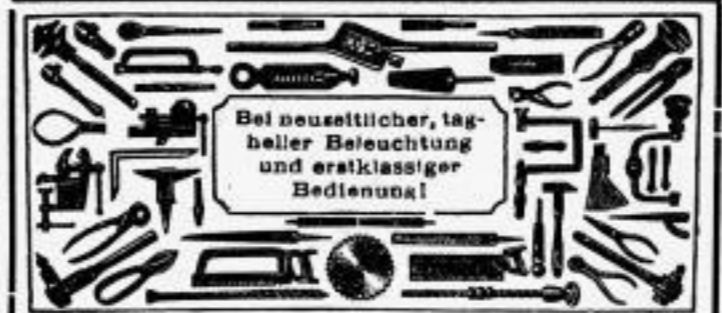 Bei neuzeitlicher, tag-
heller Beleuchtung
und erstklassiger
Bedienung!